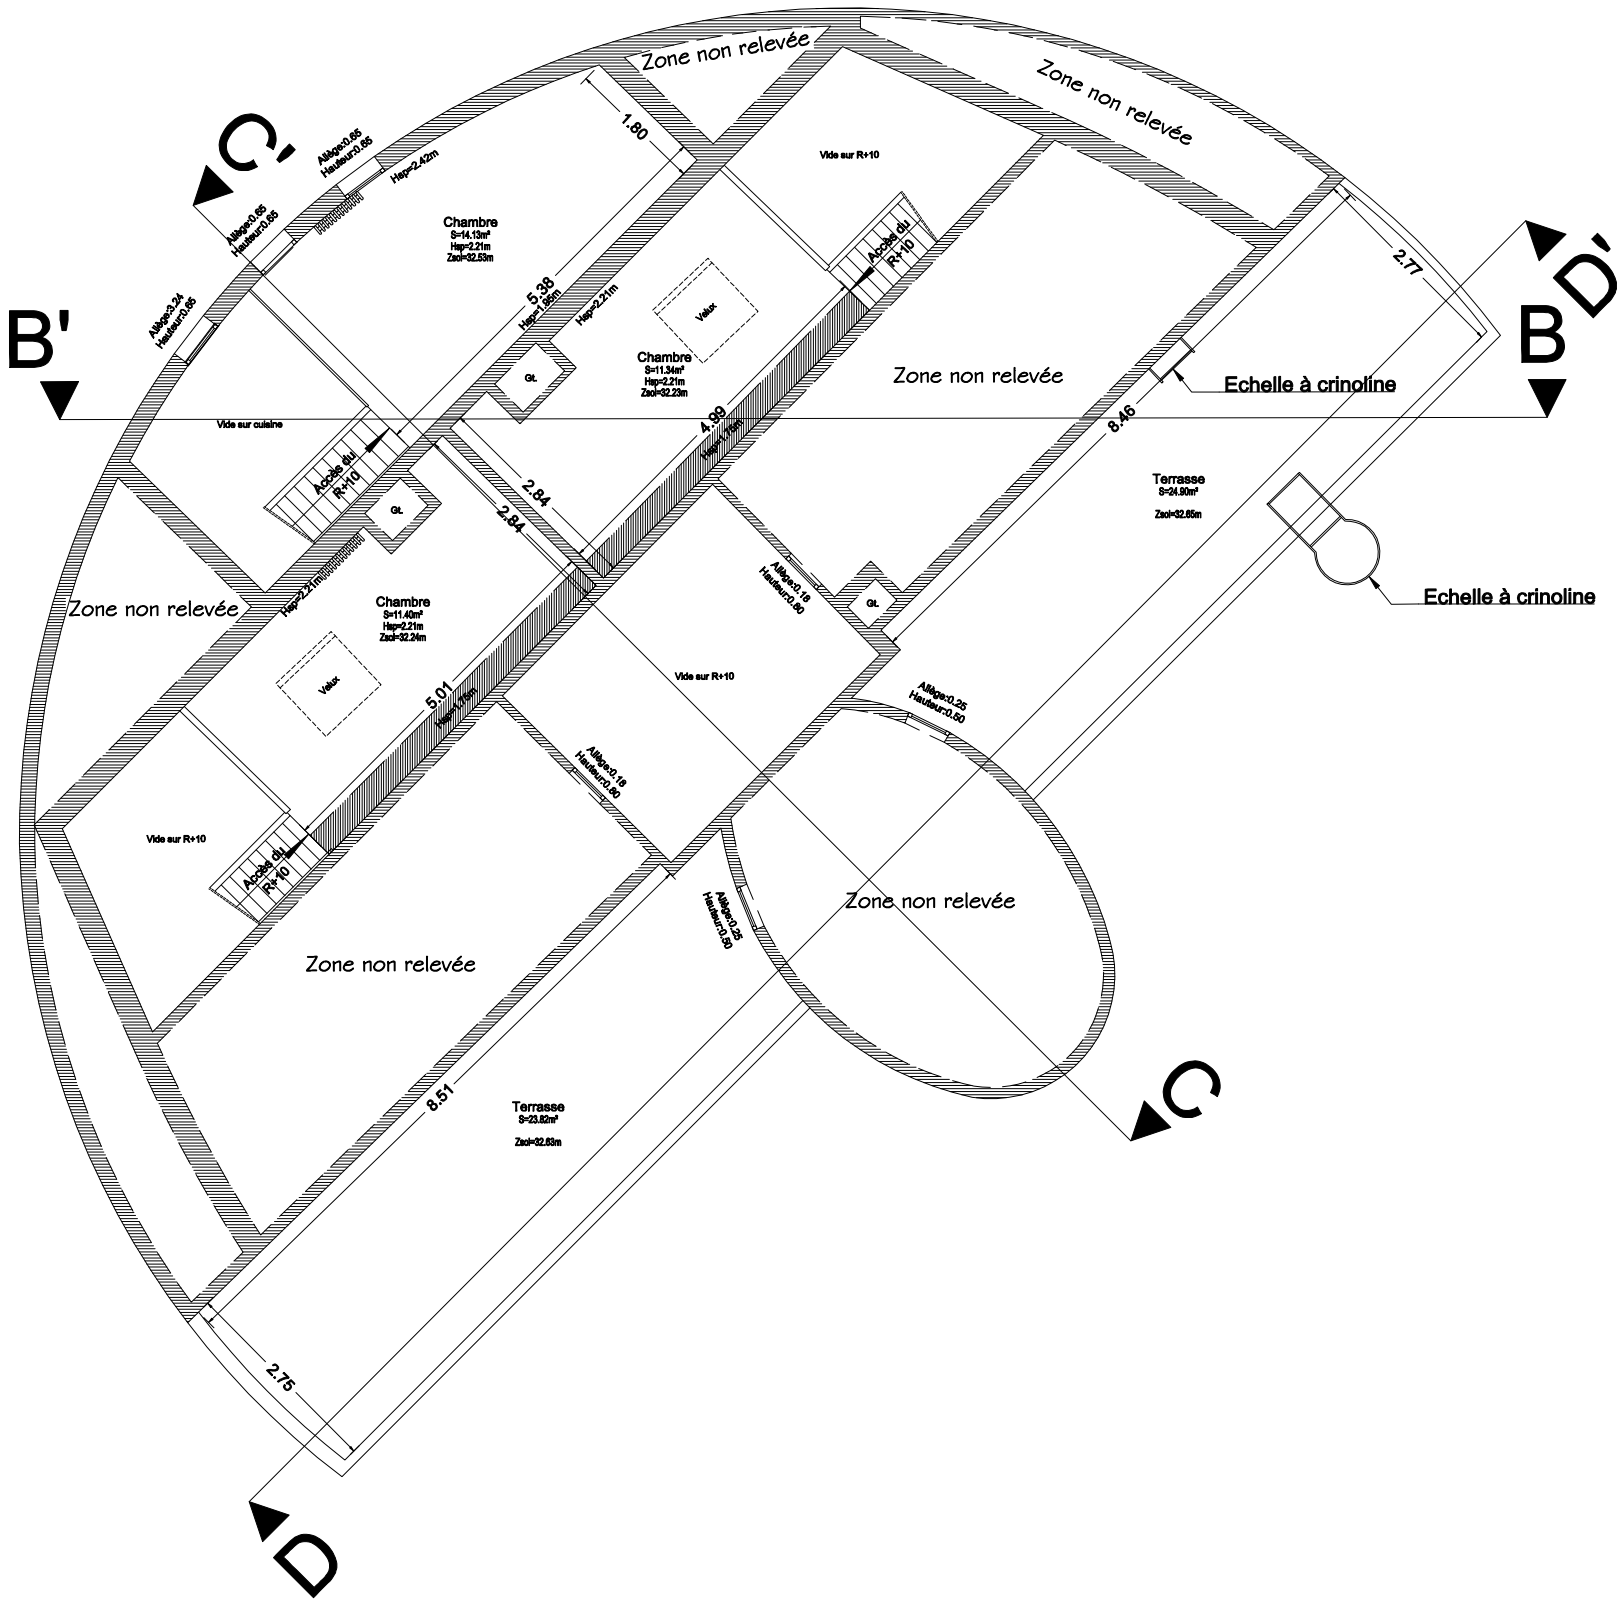 Zone non relevée
Zone non relevée
C'
Allège:0.65
Hauteur:0.65
Hsp=2.42m
1.80
Vide sur R+10
Allège:0.65
Hauteur:0.65
Chambre
S=14.13m²
Hsp=2.21m
Zsol=32.53m
Accès du
R+10
2.77
D'
Allège:3.24
Hauteur:0.65
5.38
Hsp=1.95m
Hsp=2.21m
Velux
B'
B
Chambre
S=11.34m²
Hsp=2.21m
Zsol=32.23m
Gt.
Zone non relevée
Echelle à crinoline
4.99
Hsp=1.75m
8.46
Vide sur cuisine
Accès du
R+10
2.84
2.84
Gt.
Terrasse
S=24.90m²
Zsol=32.65m
Hsp=2.21m
Allège:0.18
Hauteur:0.80
Gt.
Echelle à crinoline
Zone non relevée
Chambre
S=11.40m²
Hsp=2.21m
Zsol=32.24m
Velux
5.01
Hsp=1.75m
Vide sur R+10
Allège:0.25
Hauteur:0.50
Allège:0.18
Hauteur:0.80
Vide sur R+10
Accès du
R+10
Zone non relevée
Allège:0.25
Hauteur:0.50
Zone non relevée
8.51
Terrasse
S=23.82m²
Zsol=32.63m
C
2.75
D